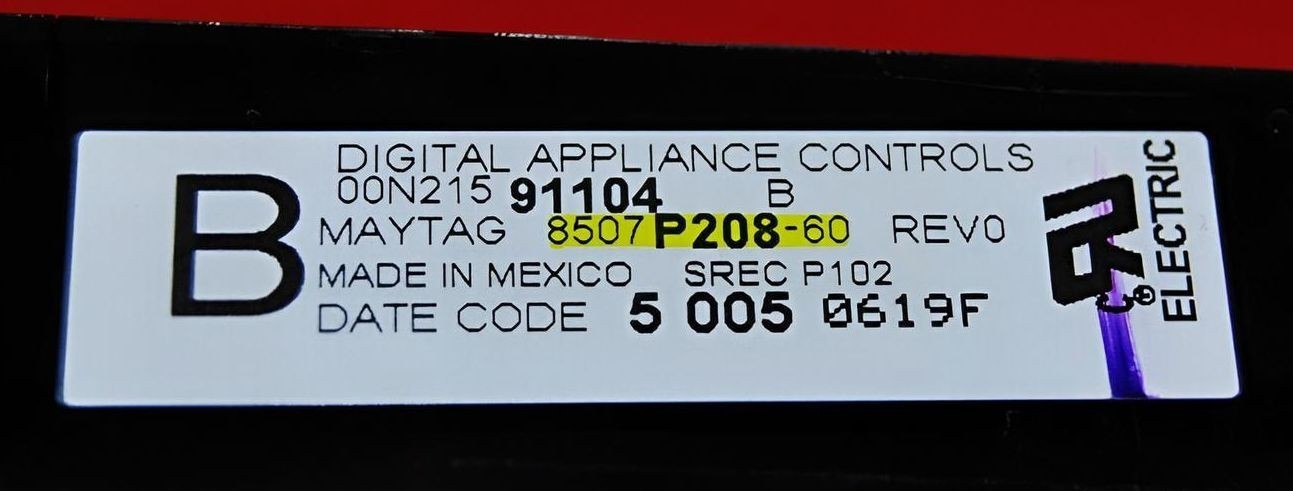 B
DIGITAL APPLIANCE CONTROLS
00N215 91104 B
MAYTAG 8507P208-60 REV0
MADE IN MEXICO SREC P102
DATE CODE 5 005 0619F
R C ®
ELECTRIC